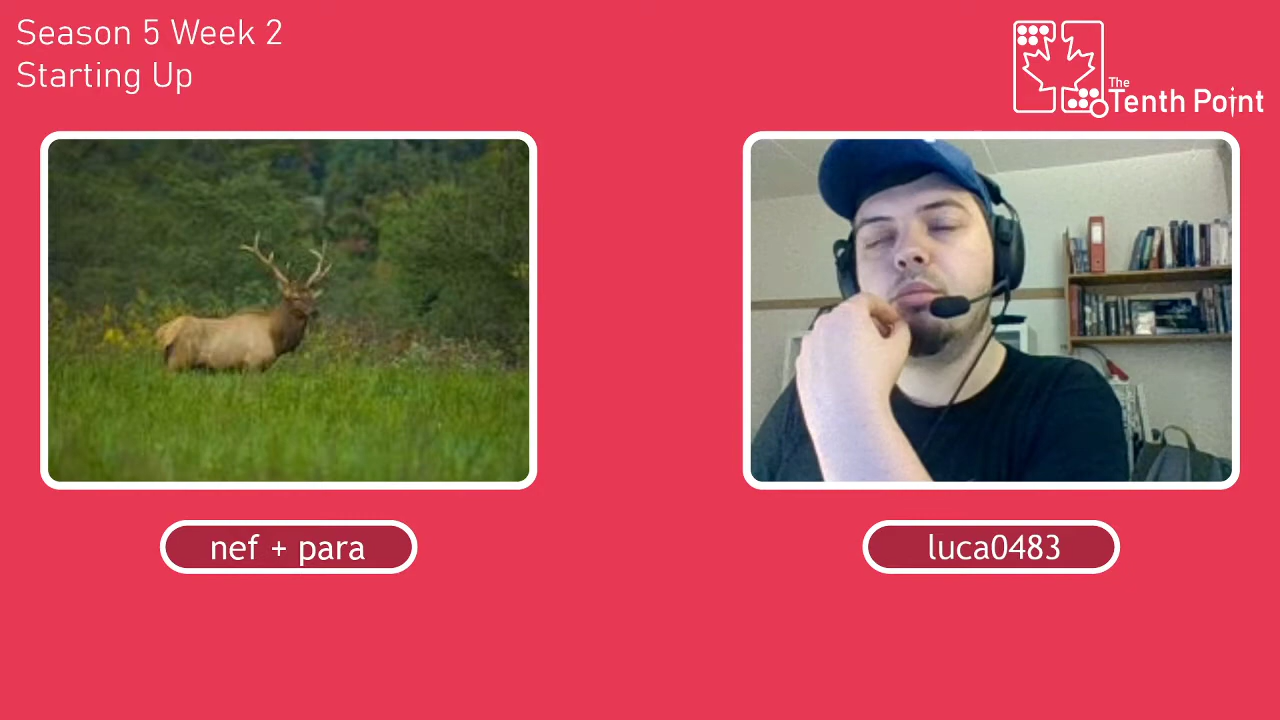 Season 5 Week 2
Starting Up
The
Tenth Point
nef + para
luca0483